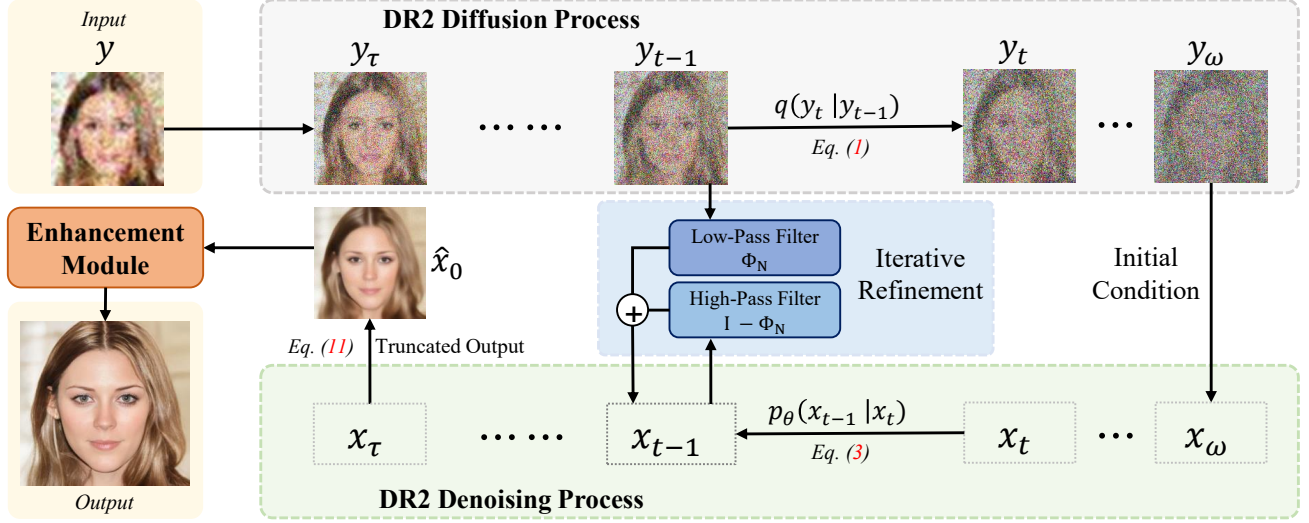 Input
y
DR2 Diffusion Process
y_τ
y_{t−1}
y_t
y_ω
...... 
q(y_t |y_{t−1})
Eq. (1)
...
Enhancement
Module
x̂_0
Low-Pass Filter
Φ_N
High-Pass Filter
I − Φ_N
+
Iterative
Refinement
Initial
Condition
Eq. (11)
Truncated Output
x_τ
......
x_{t−1}
p_θ(x_{t−1} |x_t)
Eq. (3)
x_t
...
x_ω
DR2 Denoising Process
Output